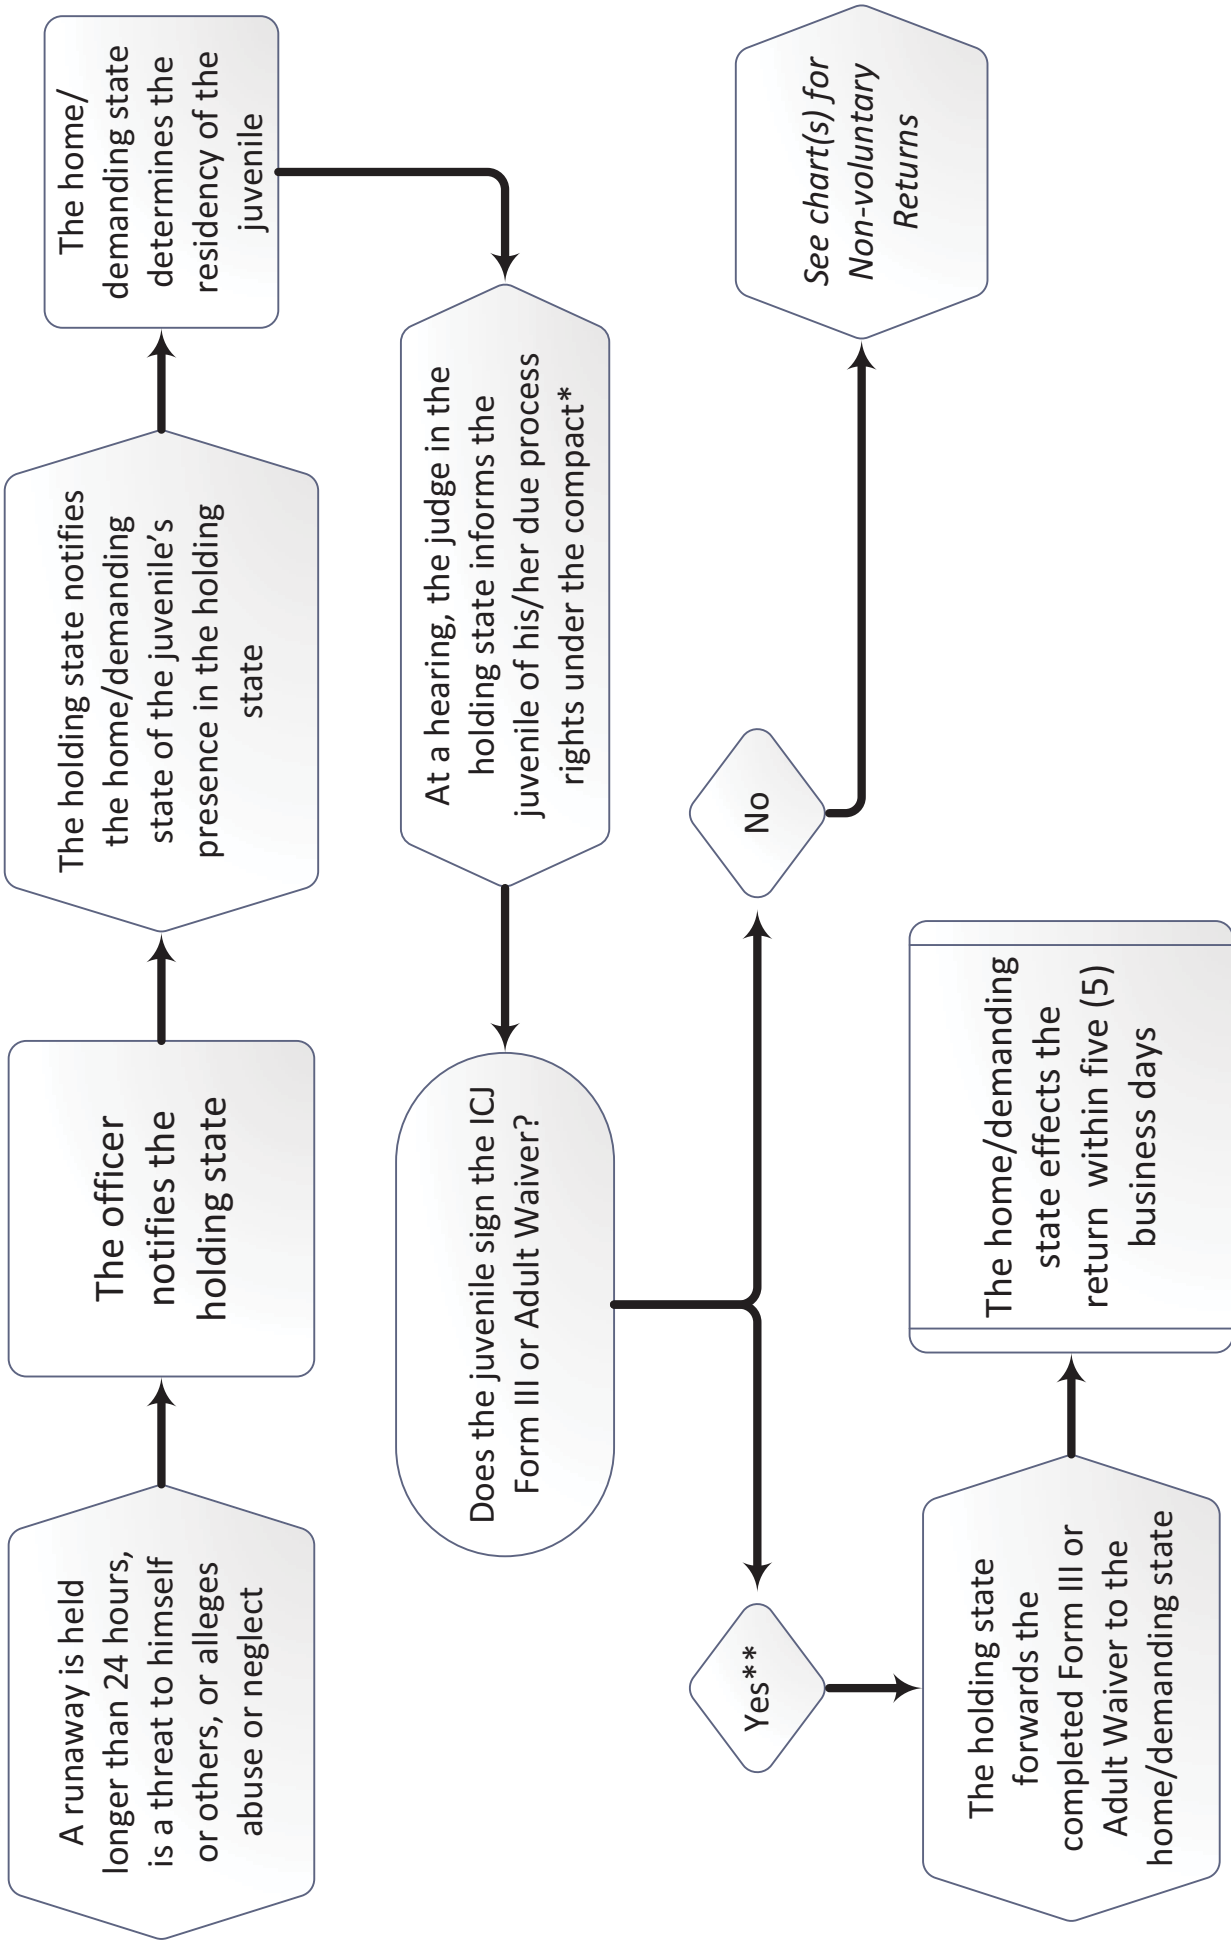 A runaway is held
longer than 24 hours,
is a threat to himself
or others, or alleges
abuse or neglect
The officer
notifies the
holding state
The holding state notifies
the home/demanding
state of the juvenile’s
presence in the holding
state
The home/
demanding state
determines the
residency of the
juvenile
At a hearing, the judge in the
holding state informs the
juvenile of his/her due process
rights under the compact*
Does the juvenile sign the ICJ
Form III or Adult Waiver?
Yes**
No
The holding state
forwards the
completed Form III or
Adult Waiver to the
home/demanding state
The home/demanding
state effects the
return within five (5)
business days
See chart(s) for
Non-voluntary
Returns